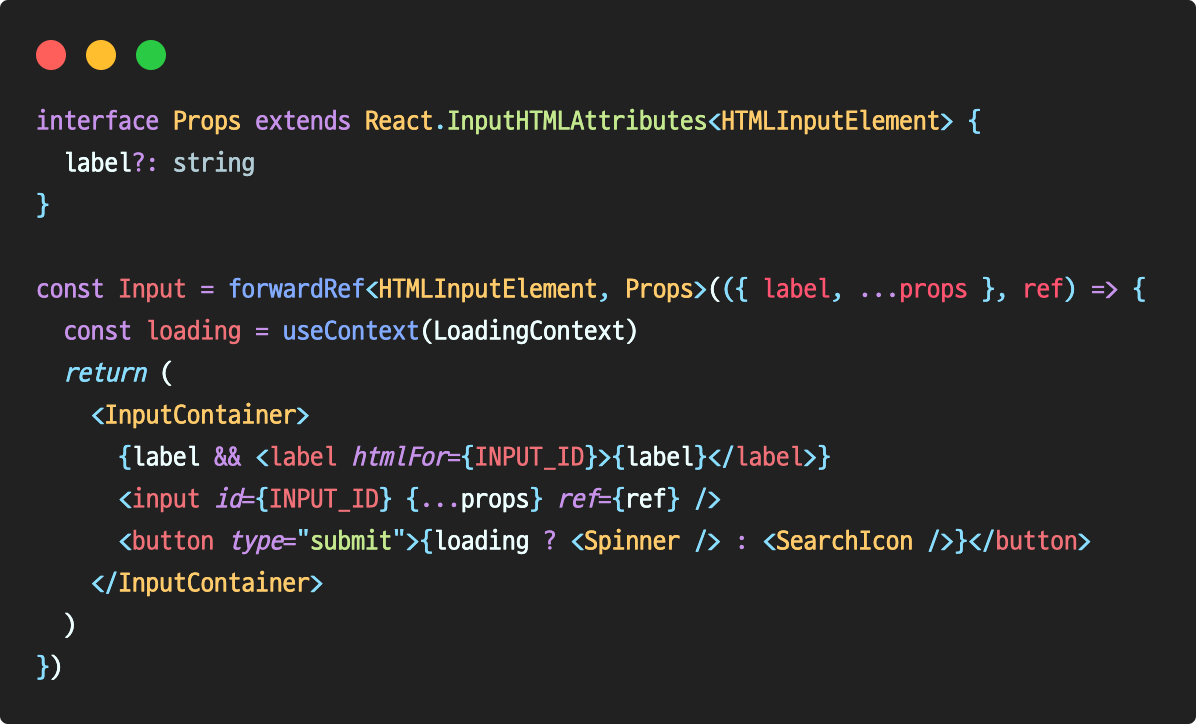 interface Props extends React.InputHTMLAttributes<HTMLInputElement> {
  label?: string
}

const Input = forwardRef<HTMLInputElement, Props>(({ label, ...props }, ref) => {
  const loading = useContext(LoadingContext)
  return (
    <InputContainer>
      {label && <label htmlFor={INPUT_ID}>{label}</label>}
      <input id={INPUT_ID} {...props} ref={ref} />
      <button type="submit">{loading ? <Spinner /> : <SearchIcon />}</button>
    </InputContainer>
  )
})